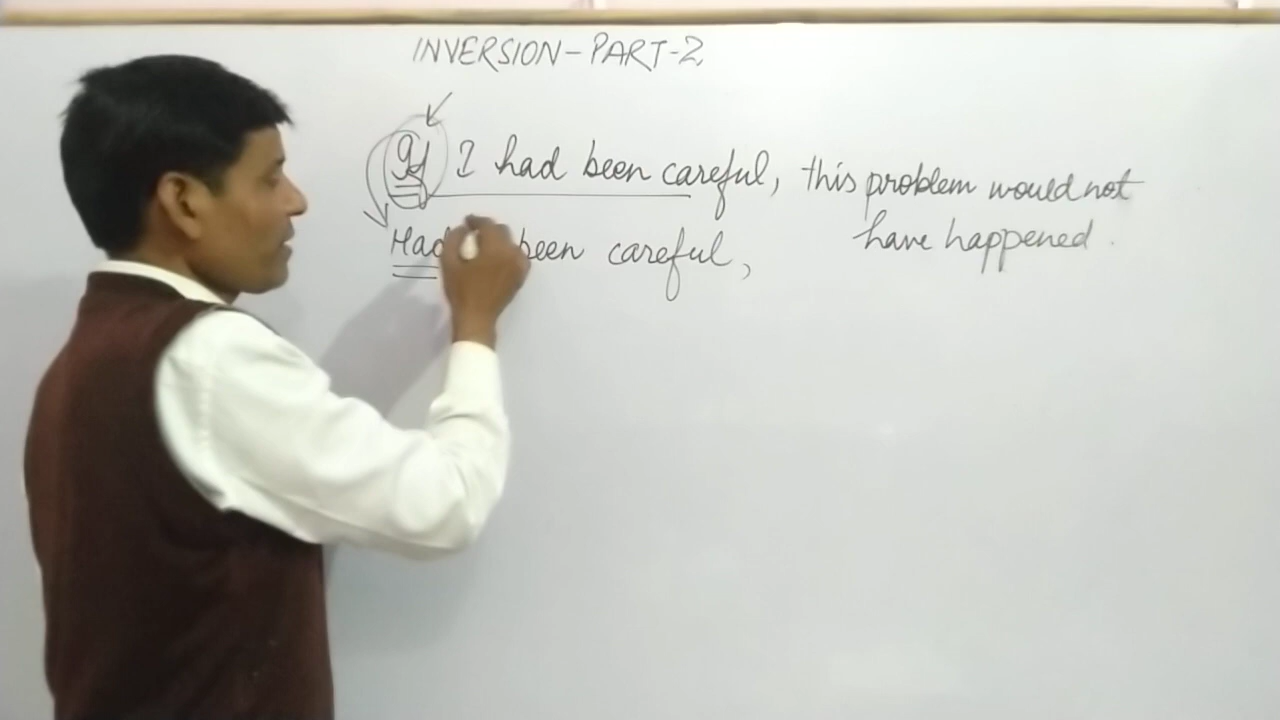 INVERSION-PART-2
If I had been careful, this problem would not
have happened.
Had been careful,